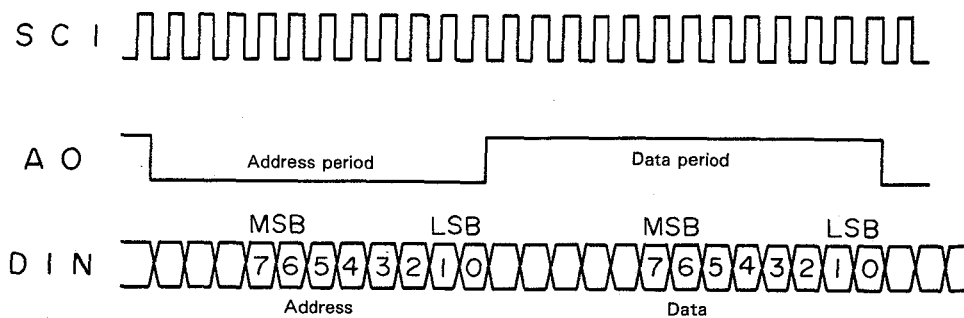 SCI
AO
Address period
Data period
MSB
LSB
MSB
LSB
DIN
7 6 5 4 3 2 1 0
7 6 5 4 3 2 1 0
Address
Data